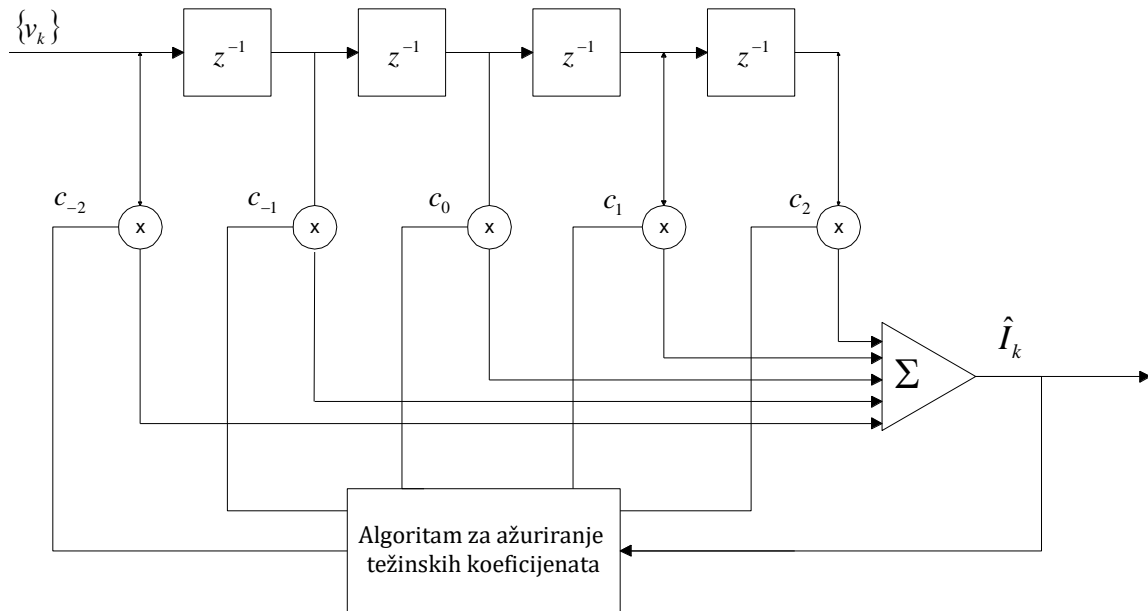 {v_k}
z^{-1} z^{-1} z^{-1} z^{-1}
c_{-2} c_{-1} c_0 c_1 c_2
x x x x x
Î_k
Σ
Algoritam za ažuriranje
težinskih koeficijenata